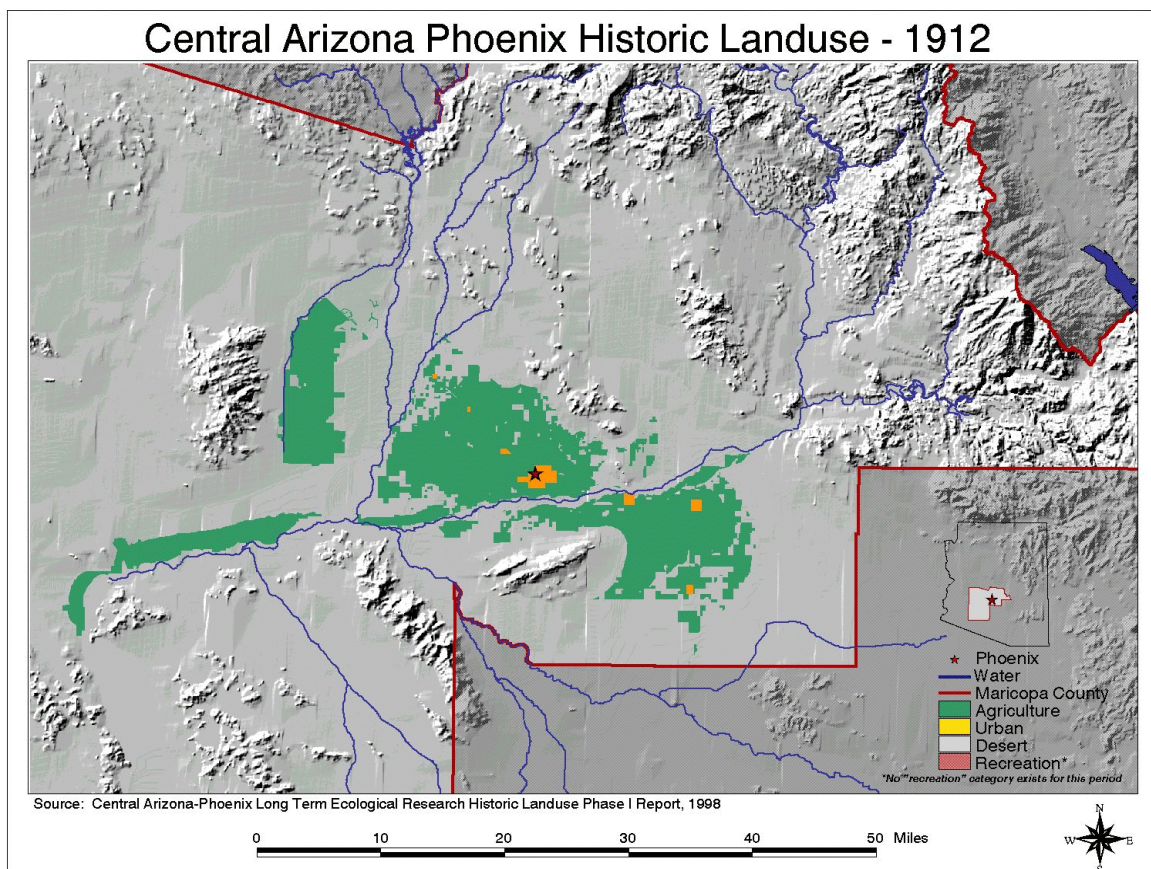 Central Arizona Phoenix Historic Landuse - 1912
Phoenix
Water
Maricopa County
Agriculture
Urban
Desert
Recreation*
*No "recreation" category exists for this period
Source: Central Arizona-Phoenix Long Term Ecological Research Historic Landuse Phase I Report, 1998
0 10 20 30 40 50 Miles
N
W E
S